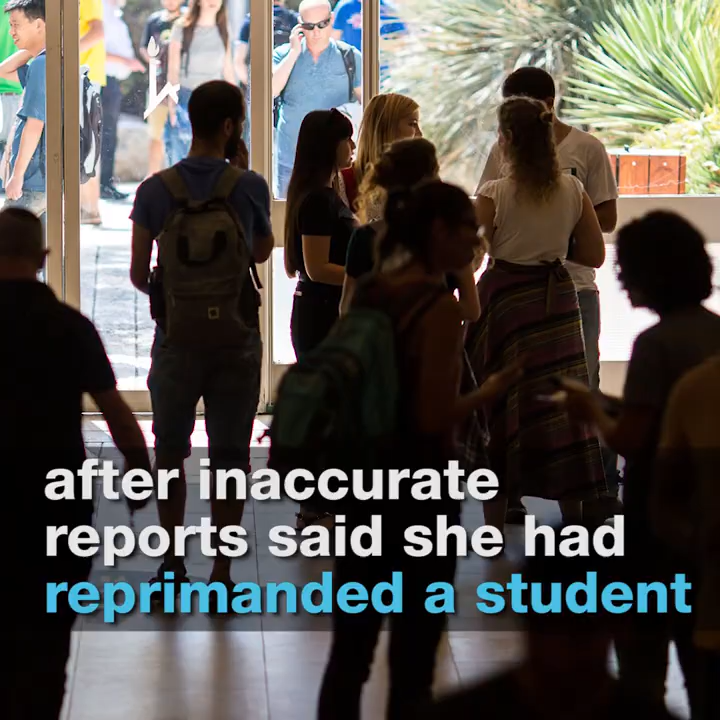 after inaccurate
reports said she had
reprimanded a student